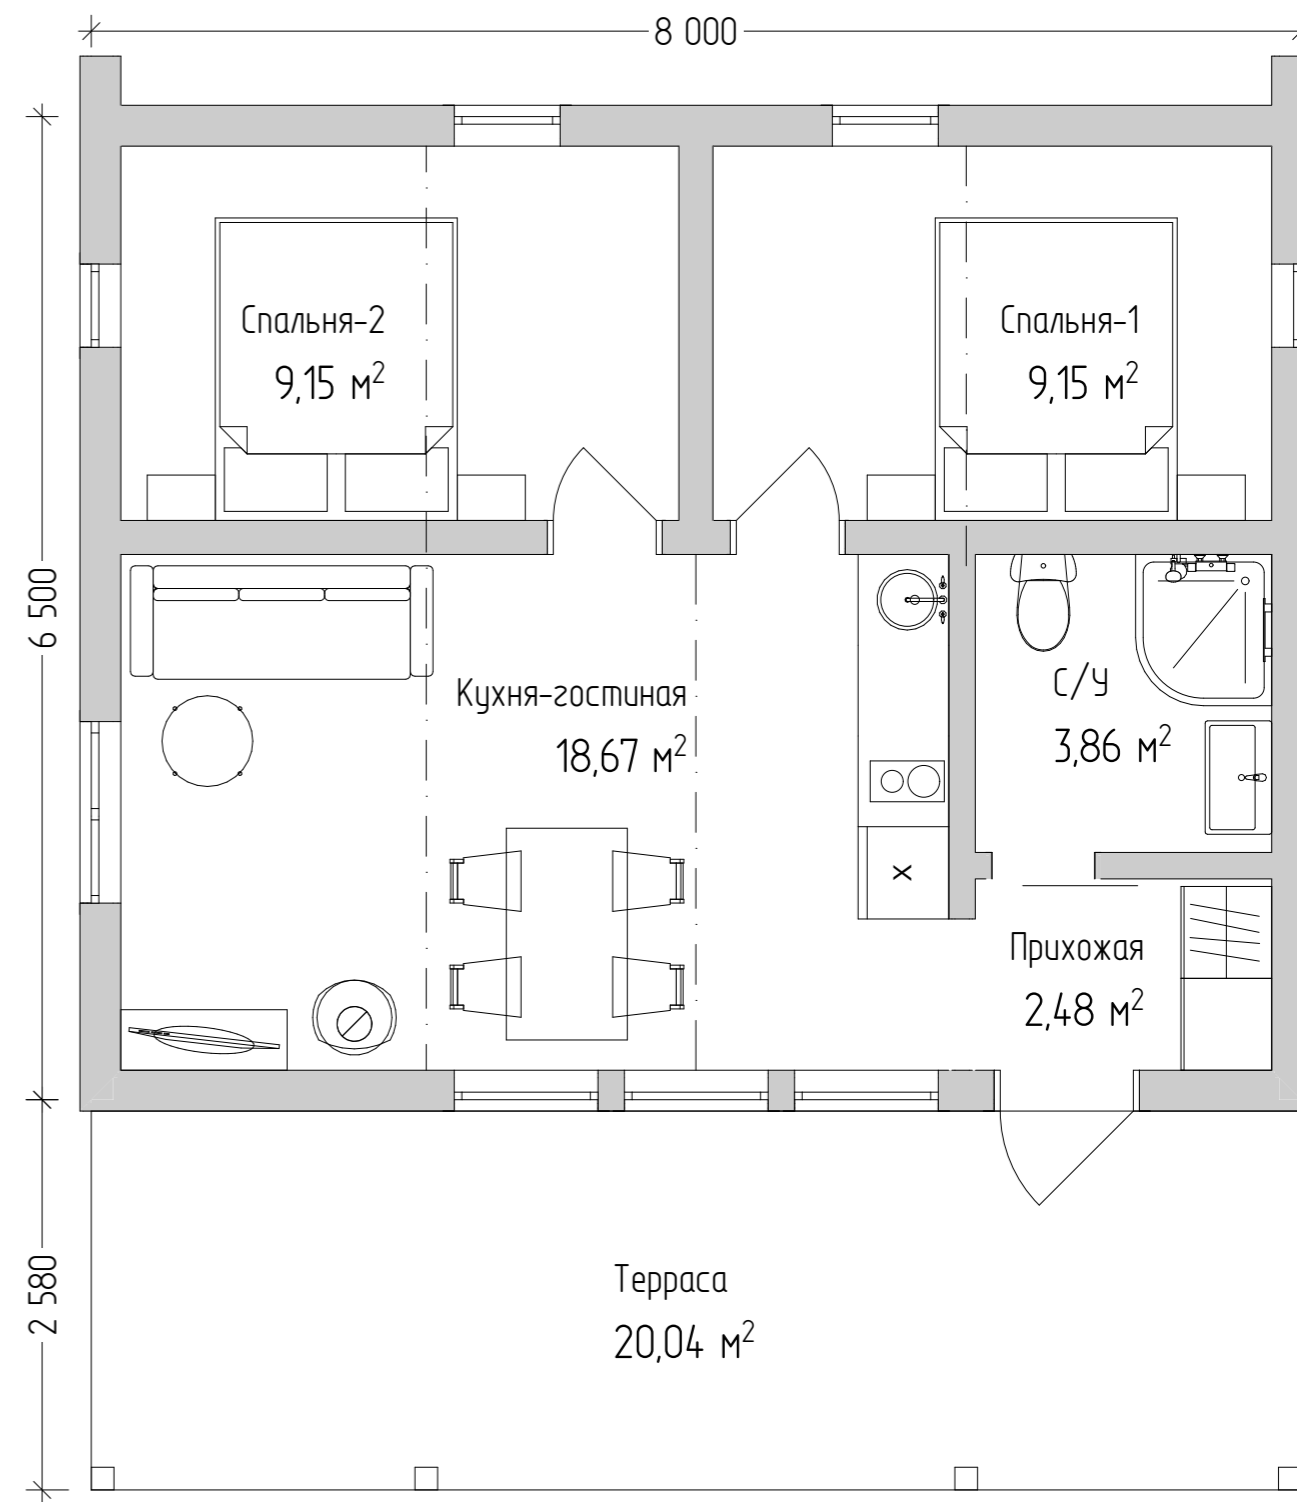 8 000
Спальня-2
9,15 м²
Спальня-1
9,15 м²
6 500
Кухня-гостиная
18,67 м²
С/У
3,86 м²
X
Прихожая
2,48 м²
2 580
Терраса
20,04 м²